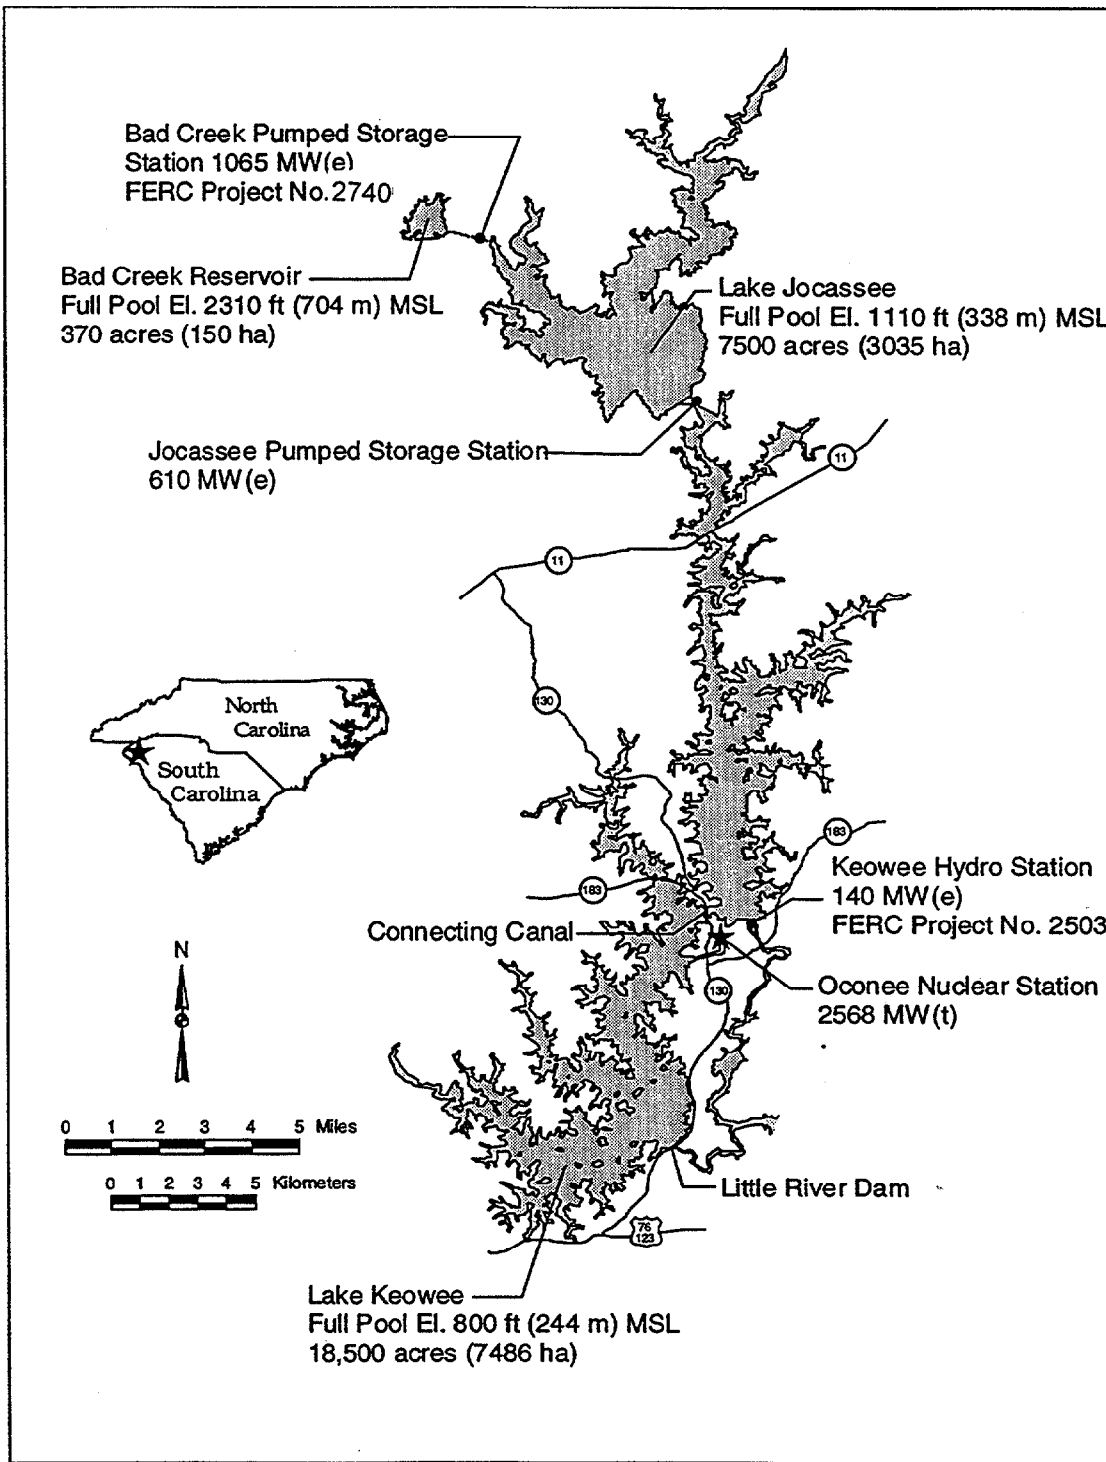 Bad Creek Pumped Storage
Station 1065 MW(e)
FERC Project No. 2740
Bad Creek Reservoir
Full Pool El. 2310 ft (704 m) MSL
370 acres (150 ha)
Lake Jocassee
Full Pool El. 1110 ft (338 m) MSL
7500 acres (3035 ha)
Jocassee Pumped Storage Station
610 MW(e)
11
11
130
North
Carolina
South
Carolina
183
183
Keowee Hydro Station
140 MW(e)
FERC Project No. 2503
Connecting Canal
N
130
Oconee Nuclear Station
2568 MW(t)
0 1 2 3 4 5 Miles
0 1 2 3 4 5 Kilometers
Little River Dam
76
123
Lake Keowee
Full Pool El. 800 ft (244 m) MSL
18,500 acres (7486 ha)